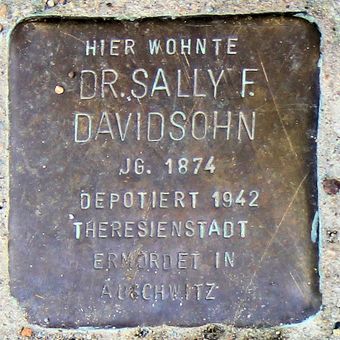 HIER WOHNTE
DR. SALLY F.
DAVIDSOHN
JG. 1874
DEPOTIERT 1942
THERESIENSTADT
ERMORDET IN
AUSCHWITZ